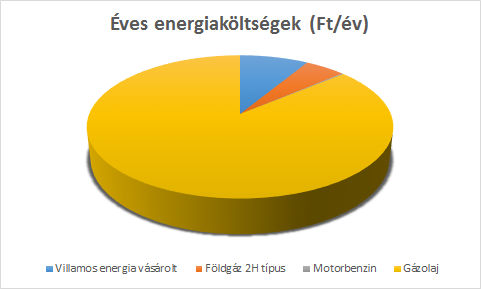 Éves energiaköltségek (Ft/év)
Villamos energia vásárolt Földgáz 2H típus Motorbenzin Gázolaj